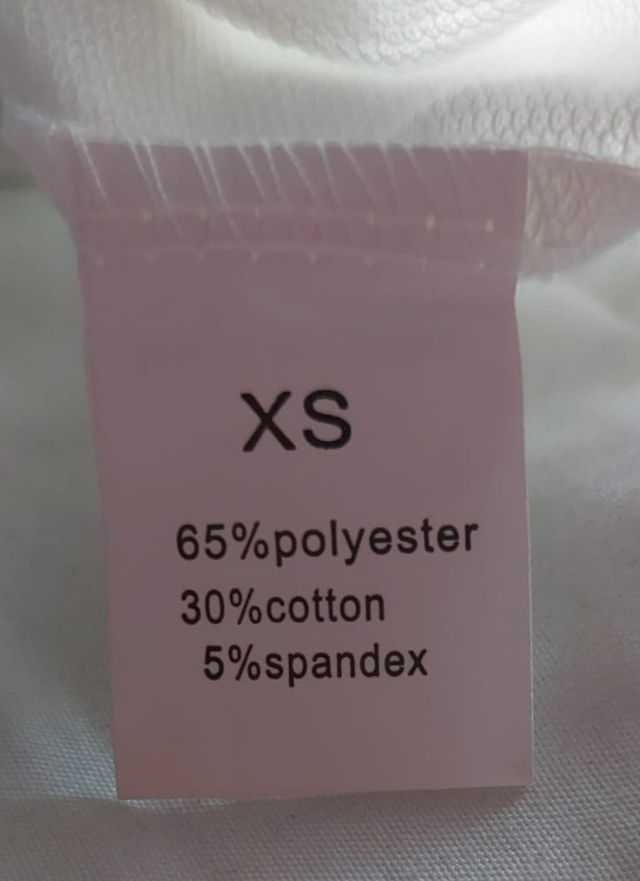 XS
65%polyester
30%cotton
5%spandex